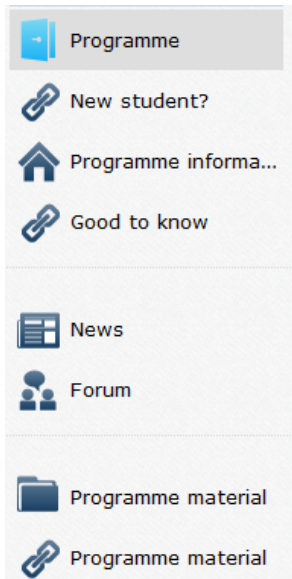 Programme
New student?
Programme informa...
Good to know
News
Forum
Programme material
Programme material